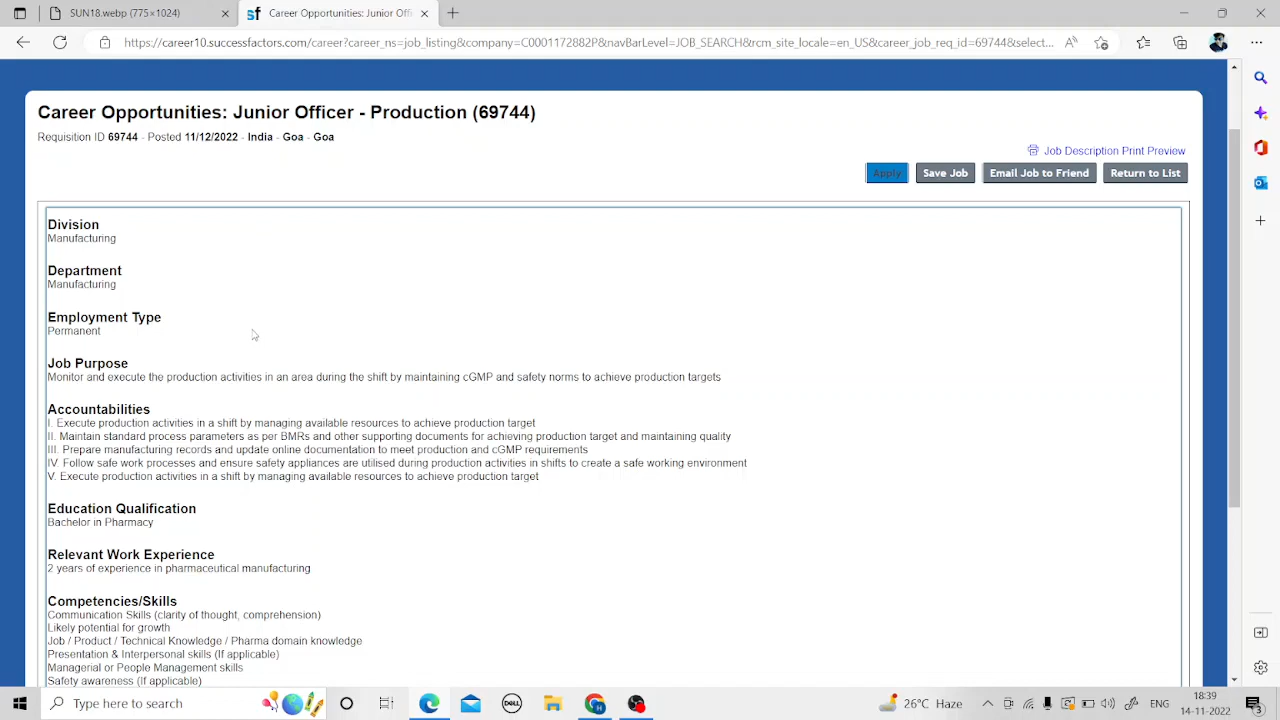 SUN18.webp (775×1024)
sf Career Opportunities: Junior Offi
https://career10.successfactors.com/career?career_ns=job_listing&company=C0001172882P&navBarLevel=JOB_SEARCH&rcm_site_locale=en_US&career_job_req_id=69744&select...
Career Opportunities: Junior Officer - Production (69744)
Requisition ID 69744 - Posted 11/12/2022 - India - Goa - Goa
Job Description Print Preview
Apply Save Job Email Job to Friend Return to List
Division
Manufacturing
Department
Manufacturing
Employment Type
Permanent
Job Purpose
Monitor and execute the production activities in an area during the shift by maintaining cGMP and safety norms to achieve production targets
Accountabilities
I. Execute production activities in a shift by managing available resources to achieve production target
II. Maintain standard process parameters as per BMRs and other supporting documents for achieving production target and maintaining quality
III. Prepare manufacturing records and update online documentation to meet production and cGMP requirements
IV. Follow safe work processes and ensure safety appliances are utilised during production activities in shifts to create a safe working environment
V. Execute production activities in a shift by managing available resources to achieve production target
Education Qualification
Bachelor in Pharmacy
Relevant Work Experience
2 years of experience in pharmaceutical manufacturing
Competencies/Skills
Communication Skills (clarity of thought, comprehension)
Likely potential for growth
Job / Product / Technical Knowledge / Pharma domain knowledge
Presentation & Interpersonal skills (If applicable)
Managerial or People Management skills
Safety awareness (If applicable)
Type here to search
DELL
26°C Haze
ENG
18:39
14-11-2022
3